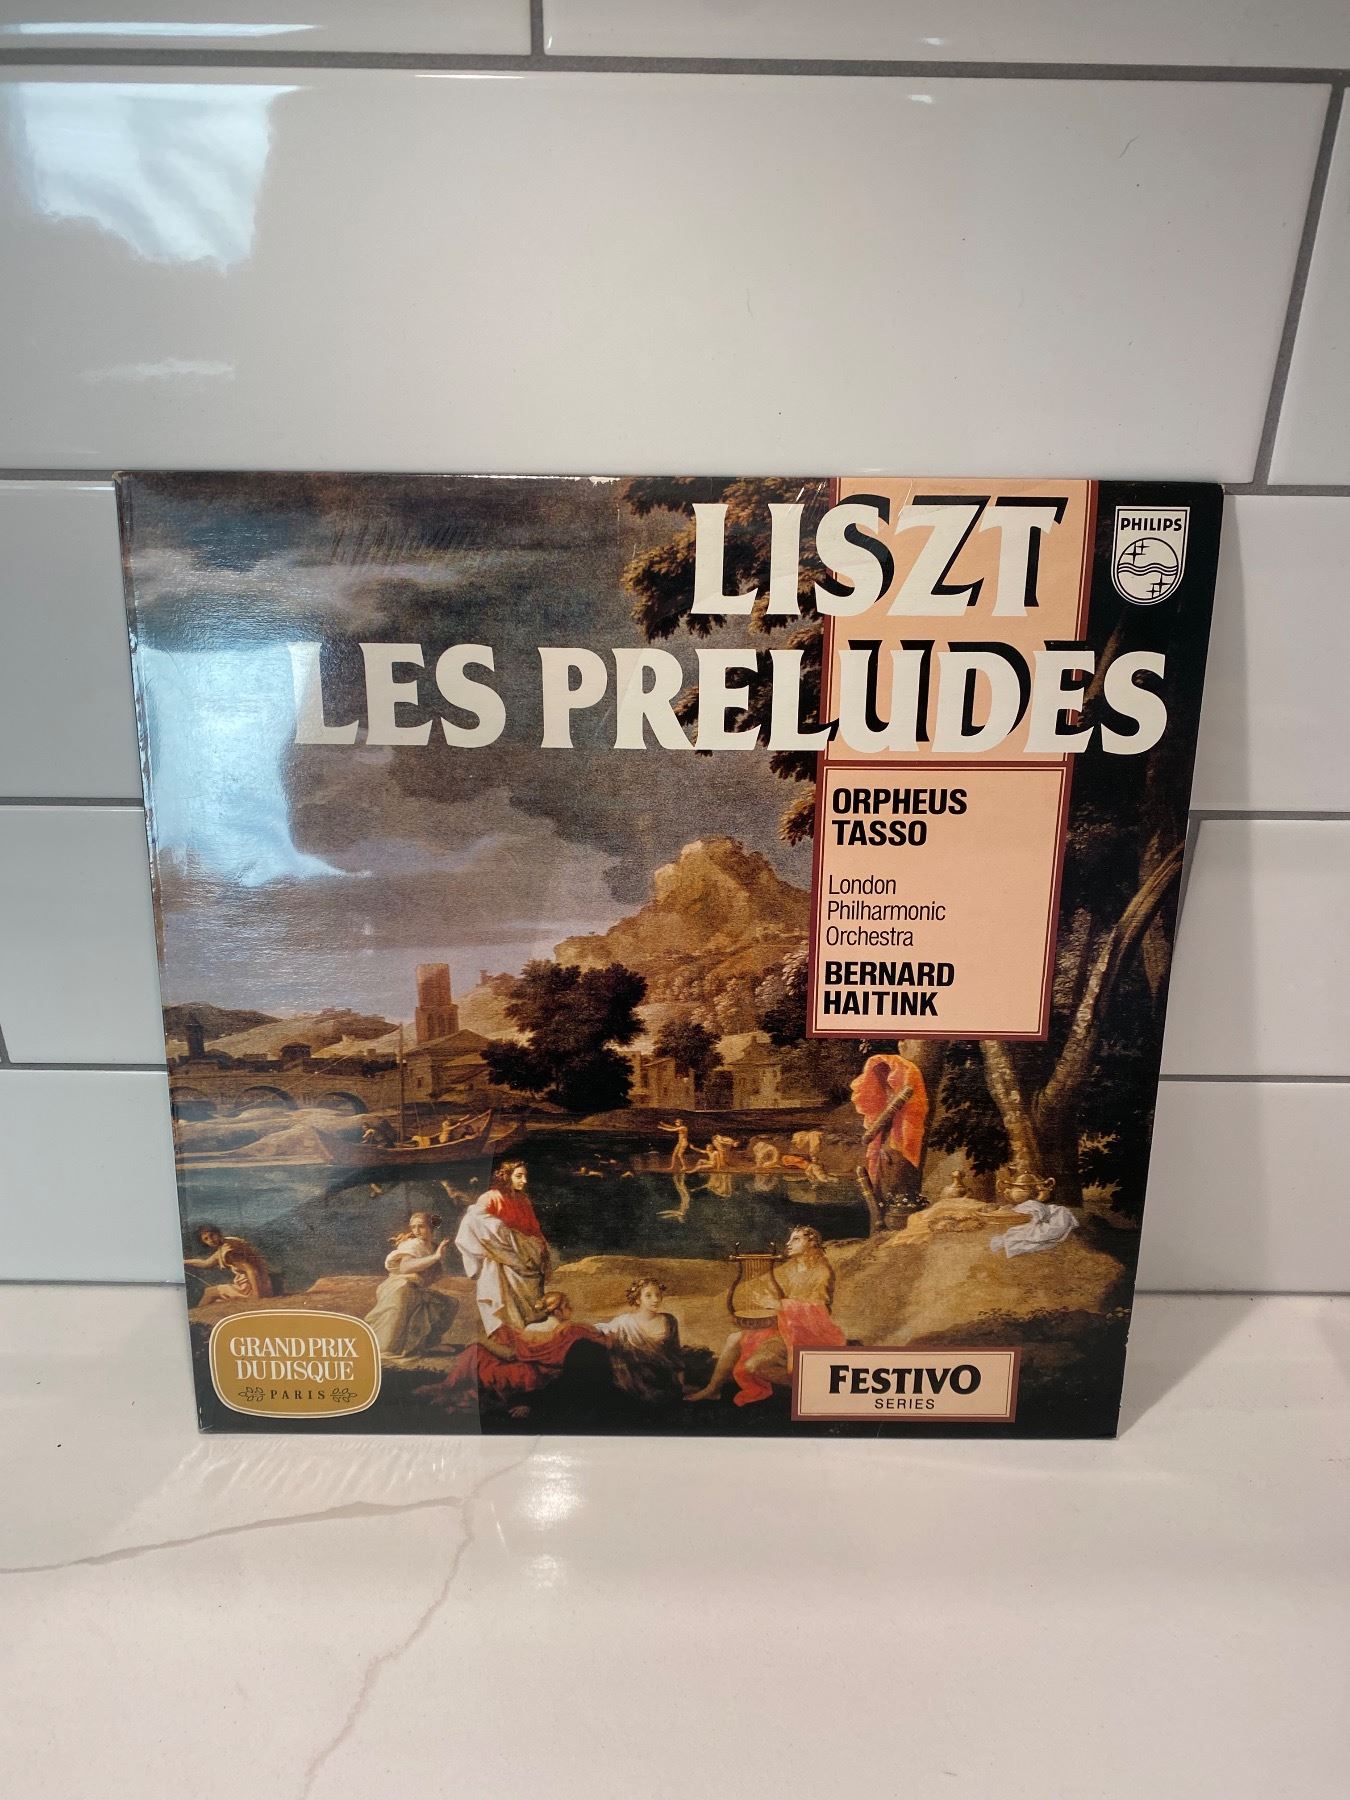 LISZT
PHILIPS
LES PRELUDES
ORPHEUS
TASSO
London
Philharmonic
Orchestra
BERNARD
HAITINK
GRAND PRIX
DU DISQUE
PARIS
FESTIVO
SERIES